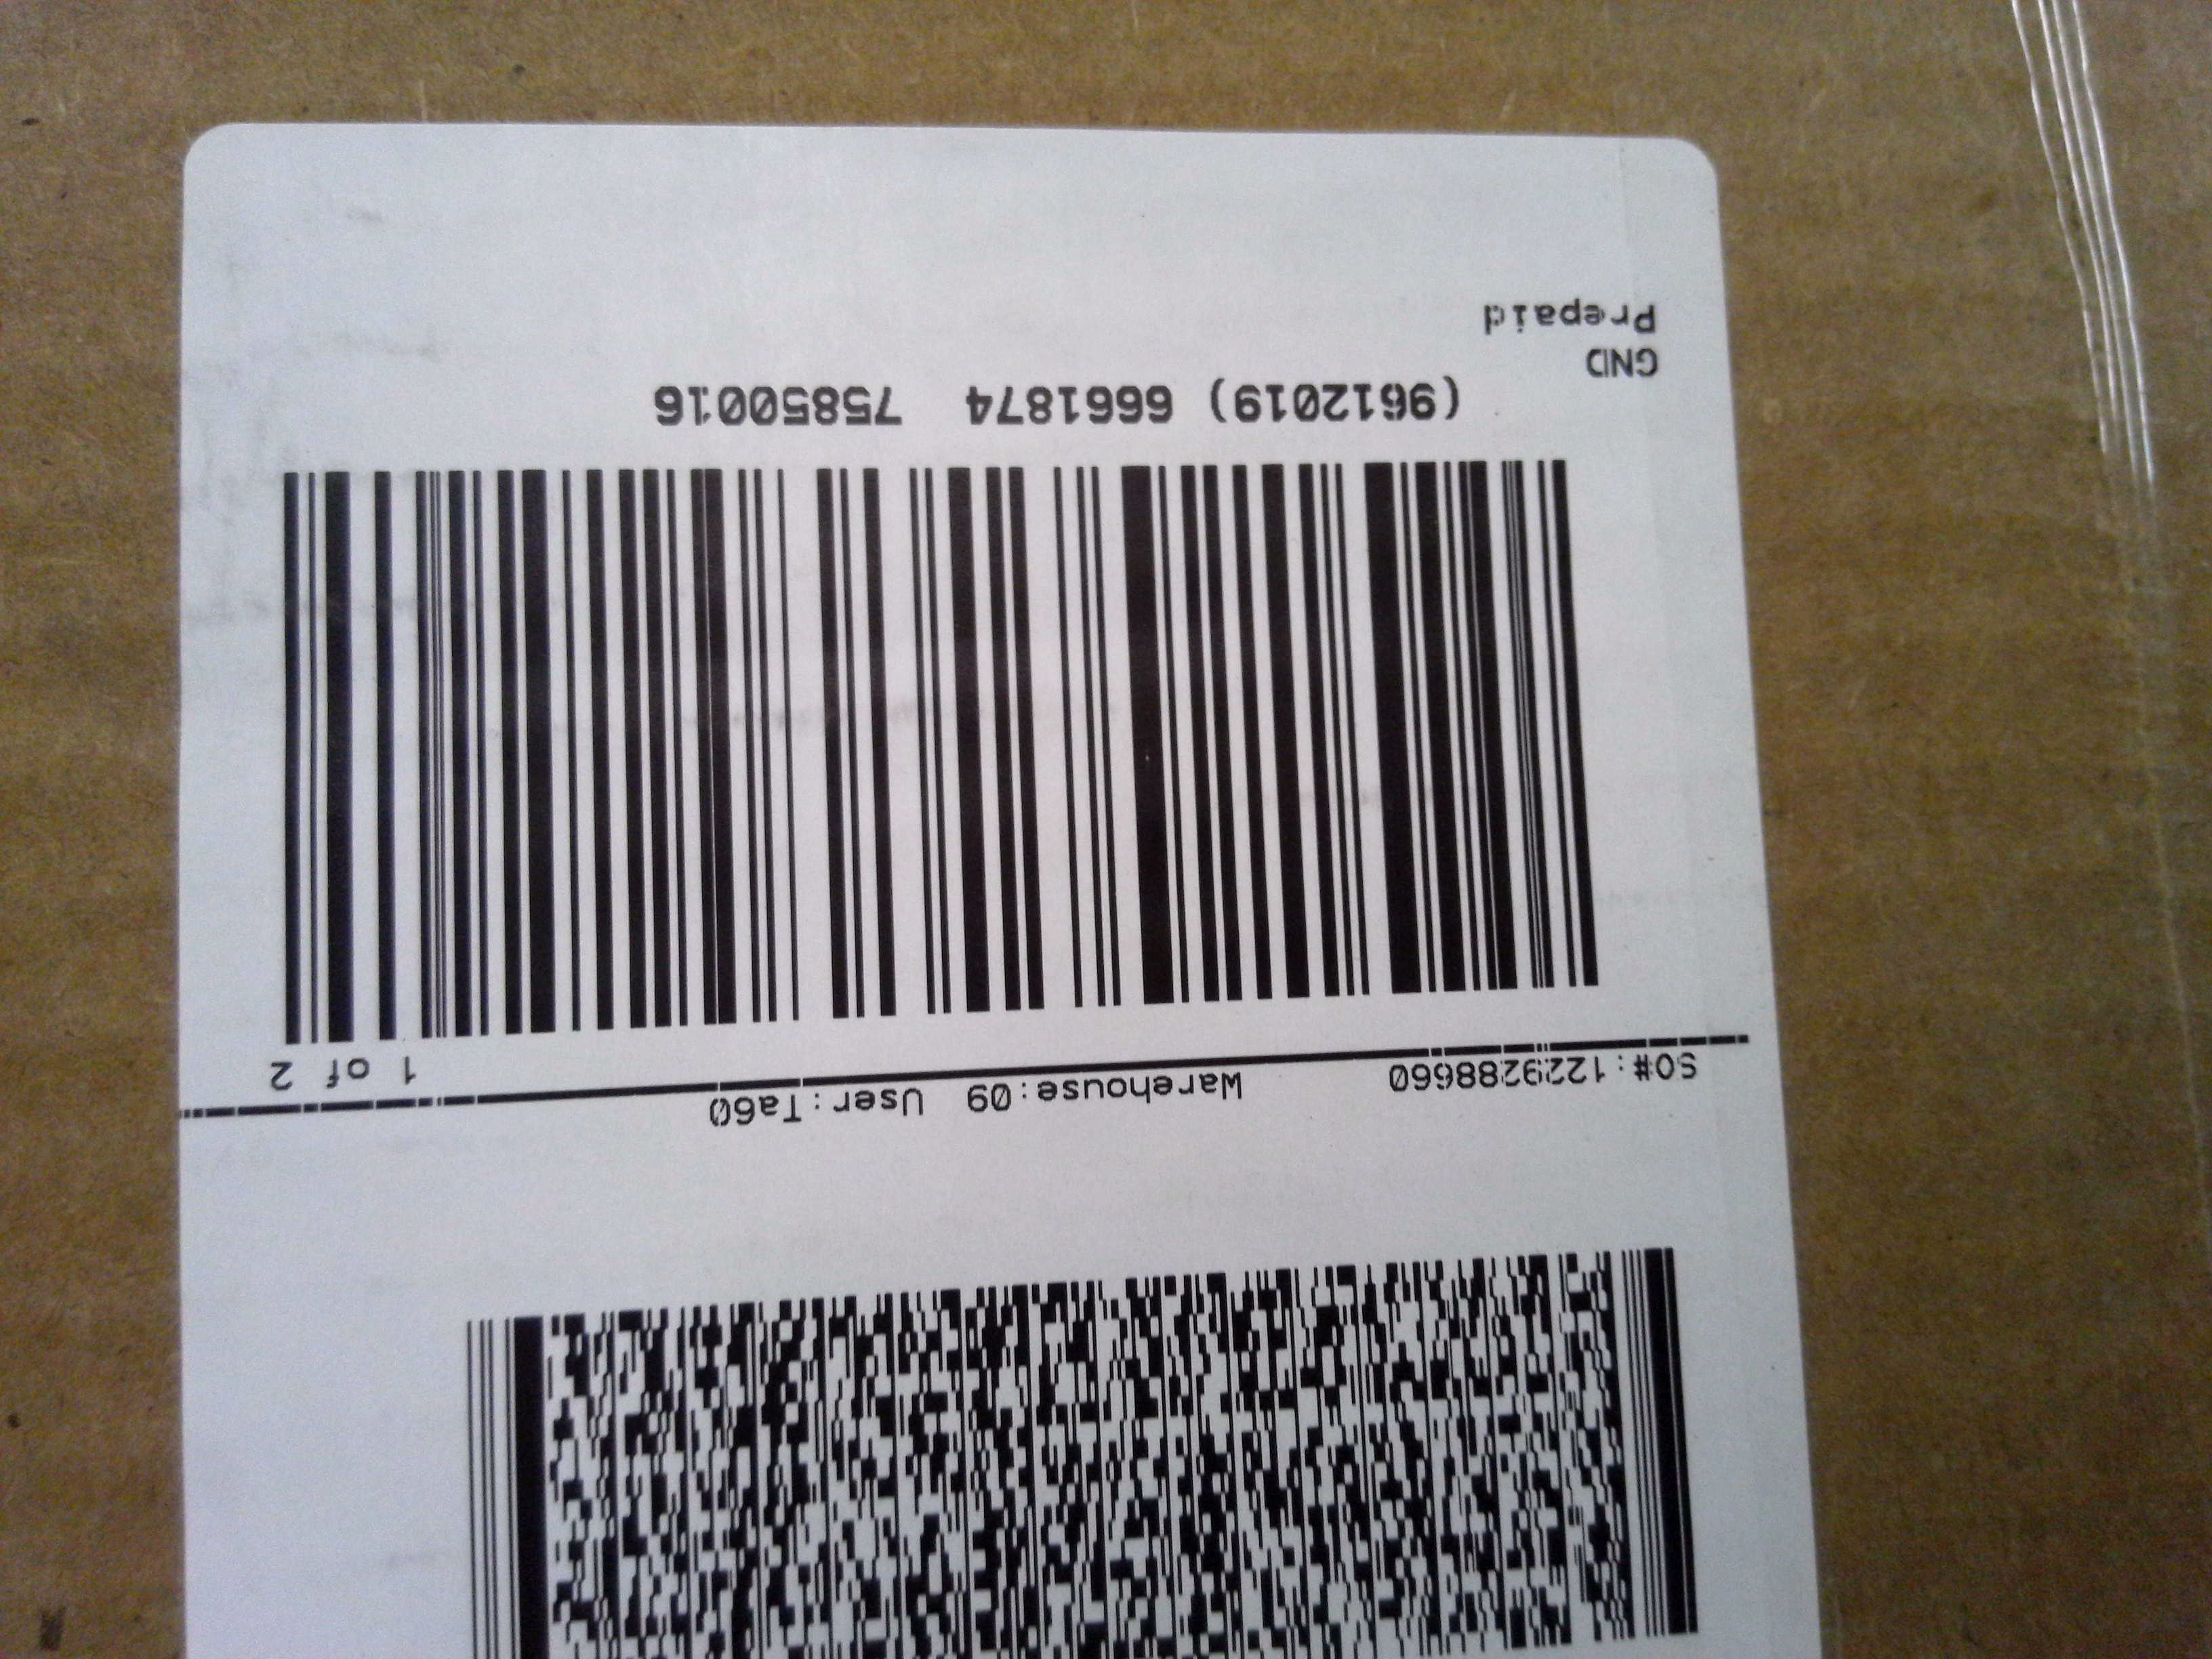 SO#:1229288660 Warehouse:09 User:Ta60
1 of 2
(9612019) 6661874 75850016
GND
Prepaid